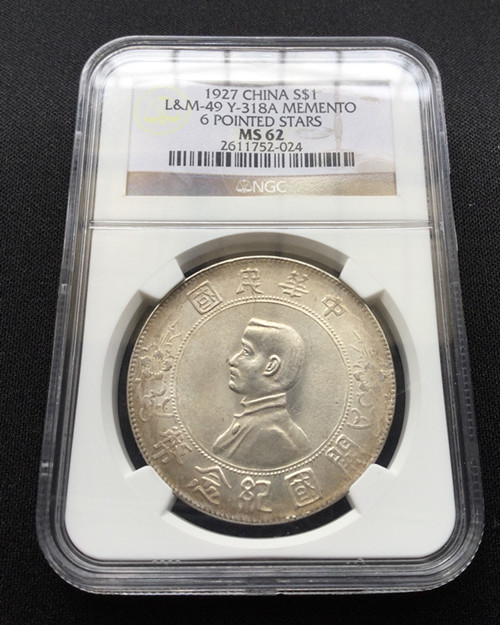 1927 CHINA S$1
L&M-49 Y-318A MEMENTO
6 POINTED STARS
MS 62
2611752-024
NGC
中華民國
開國紀念幣